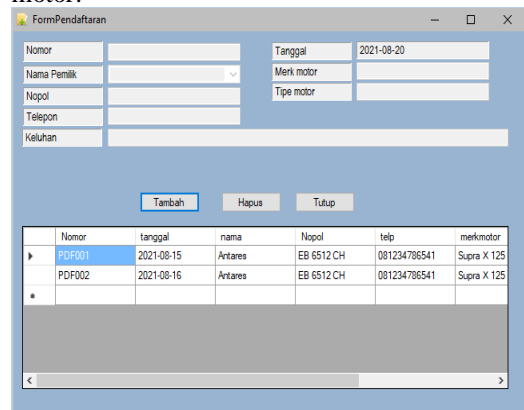 motor.
FormPendaftaran
Nomor
Tanggal 2021-08-20
Nama Pemilik
Merk motor
Nopol
Tipe motor
Telepon
Keluhan
Tambah Hapus Tutup
Nomor tanggal nama Nopol telp merkmotor
PDF001 2021-08-15 Antares EB 6512 CH 081234786541 Supra X 125
PDF002 2021-08-16 Antares EB 6512 CH 081234786541 Supra X 125